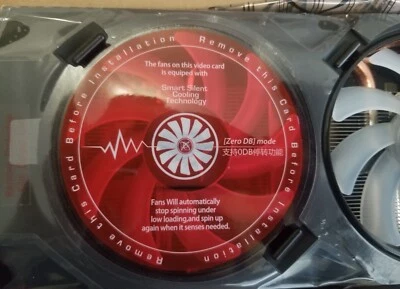 Remove this Card Before Installation
Remove this Card Before Installation
The fans on this video card
is equiped with
Smart Silent
Cooling
Technology
[Zero DB] mode
支持0DB停转功能
Fans Will automatically
stop spinning under
low loading,and spin up
again when it senses needed.